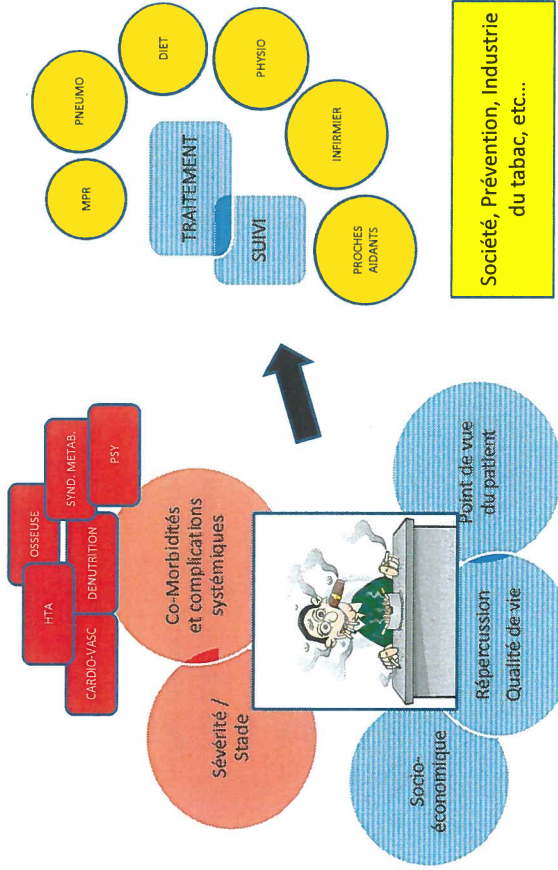 CARDIO-VASC
HTA
OSSEUSE
DENUTRITION
SYND. METAB.
PSY
Sévérité /
Stade
Co-Morbidités
et complications
systémiques
Socio-
économique
Répercussion
Qualité de vie
Point de vue
du patient
MPR
PNEUMO
DIET
PHYSIO
INFIRMIER
PROCHES
AIDANTS
TRAITEMENT
SUIVI
Société, Prévention, Industrie
du tabac, etc...